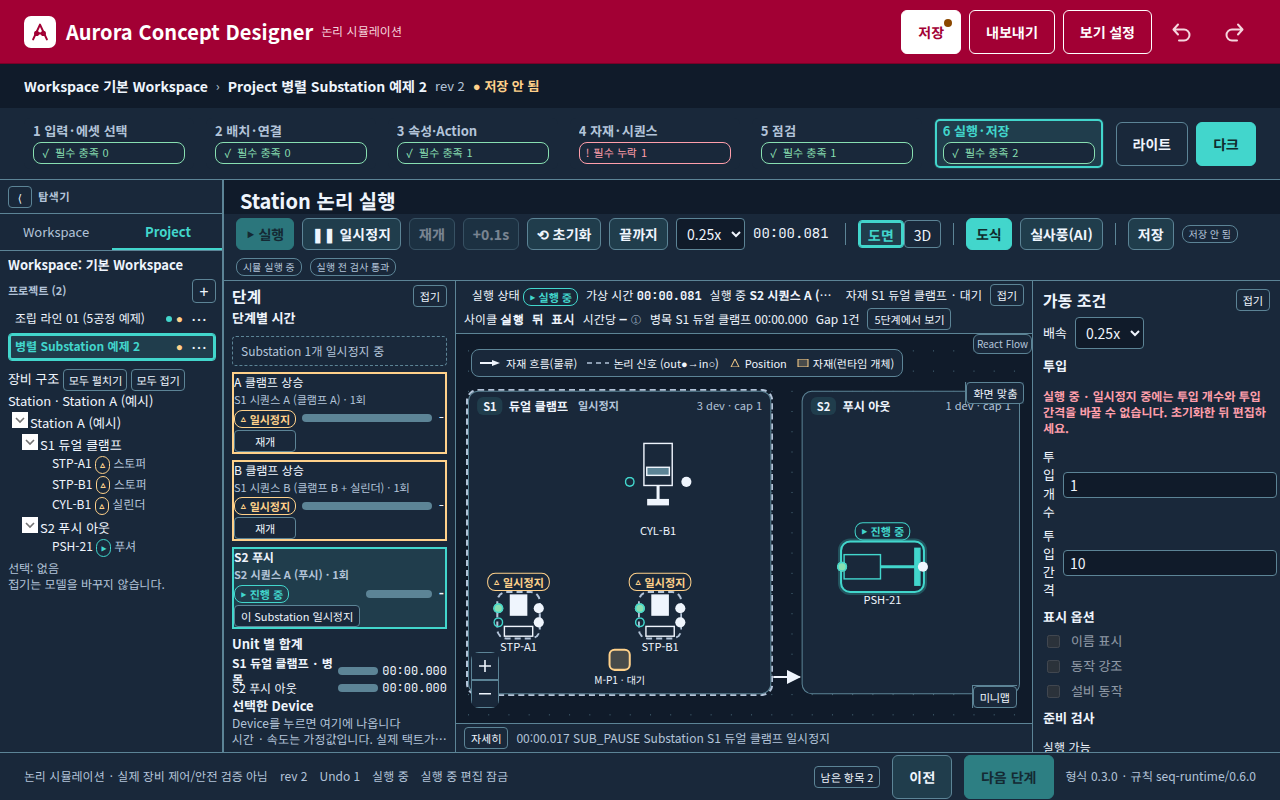 Aurora Concept Designer 논리 시뮬레이션
저장 내보내기 보기 설정
Workspace 기본 Workspace › Project 병렬 Substation 예제 2 rev 2 ● 저장 안 됨
1 입력·에셋 선택
✓ 필수 충족 0
2 배치·연결
✓ 필수 충족 0
3 속성·Action
✓ 필수 충족 1
4 자재·시퀀스
! 필수 누락 1
5 점검
✓ 필수 충족 1
6 실행·저장
✓ 필수 충족 2
라이트 다크
⟨ 탐색기
Workspace Project
Workspace: 기본 Workspace
프로젝트 (2) +
조립 라인 01 (5공정 예제) ● ● ···
병렬 Substation 예제 2 ● ···
장비 구조 모두 펼치기 모두 접기
Station · Station A (예시)
Station A (예시)
S1 듀얼 클램프
STP-A1 스토퍼
STP-B1 스토퍼
CYL-B1 실린더
S2 푸시 아웃
PSH-21 푸셔
선택: 없음
접기는 모델을 바꾸지 않습니다.
Station 논리 실행
▸ 실행 ❚❚ 일시정지 재개 +0.1s ⟲ 초기화 끝까지 0.25x 00:00.081 도면 3D 도식 실사풍(AI) 저장 저장 안 됨
시뮬 실행 중 실행 전 검사 통과
단계 접기
단계별 시간
Substation 1개 일시정지 중
A 클램프 상승
S1 시퀀스 A (클램프 A) · 1회
일시정지 -
재개
B 클램프 상승
S1 시퀀스 B (클램프 B + 실린더) · 1회
일시정지 -
재개
S2 푸시
S2 시퀀스 A (푸시) · 1회
▸ 진행 중 -
이 Substation 일시정지
Unit 별 합계
S1 듀얼 클램프 · 병목 00:00.000
S2 푸시 아웃 00:00.000
선택한 Device
Device를 누르면 여기에 나옵니다
시간 · 속도는 가정값입니다. 실제 택트가…
실행 상태 ▸ 실행 중 가상 시간 00:00.081 실행 중 S2 시퀀스 A (… 자재 S1 듀얼 클램프 · 대기 접기
사이클 실행 뒤 표시 시간당 – ⓘ 병목 S1 듀얼 클램프 00:00.000 Gap 1건 5단계에서 보기
React Flow
자재 흐름(물류) 논리 신호 (out●→in○) Position 자재(런타임 개체)
화면 맞춤
S1 듀얼 클램프 일시정지 3 dev · cap 1
S2 푸시 아웃 1 dev · cap 1
CYL-B1
▸ 진행 중
PSH-21
일시정지 일시정지
STP-A1 STP-B1
M-P1 · 대기
+
−
미니맵
자세히 00:00.017 SUB_PAUSE Substation S1 듀얼 클램프 일시정지
가동 조건 접기
배속 0.25x
투입
실행 중 · 일시정지 중에는 투입 개수와 투입
간격을 바꿀 수 없습니다. 초기화한 뒤 편집하
세요.
투입 개수 1
투입 간격 10
표시 옵션
이름 표시
동작 강조
설비 동작
준비 검사
실행 가능
논리 시뮬레이션 · 실제 장비 제어/안전 검증 아님 rev 2 Undo 1 실행 중 실행 중 편집 잠금
남은 항목 2 이전 다음 단계 형식 0.3.0 · 규칙 seq-runtime/0.6.0